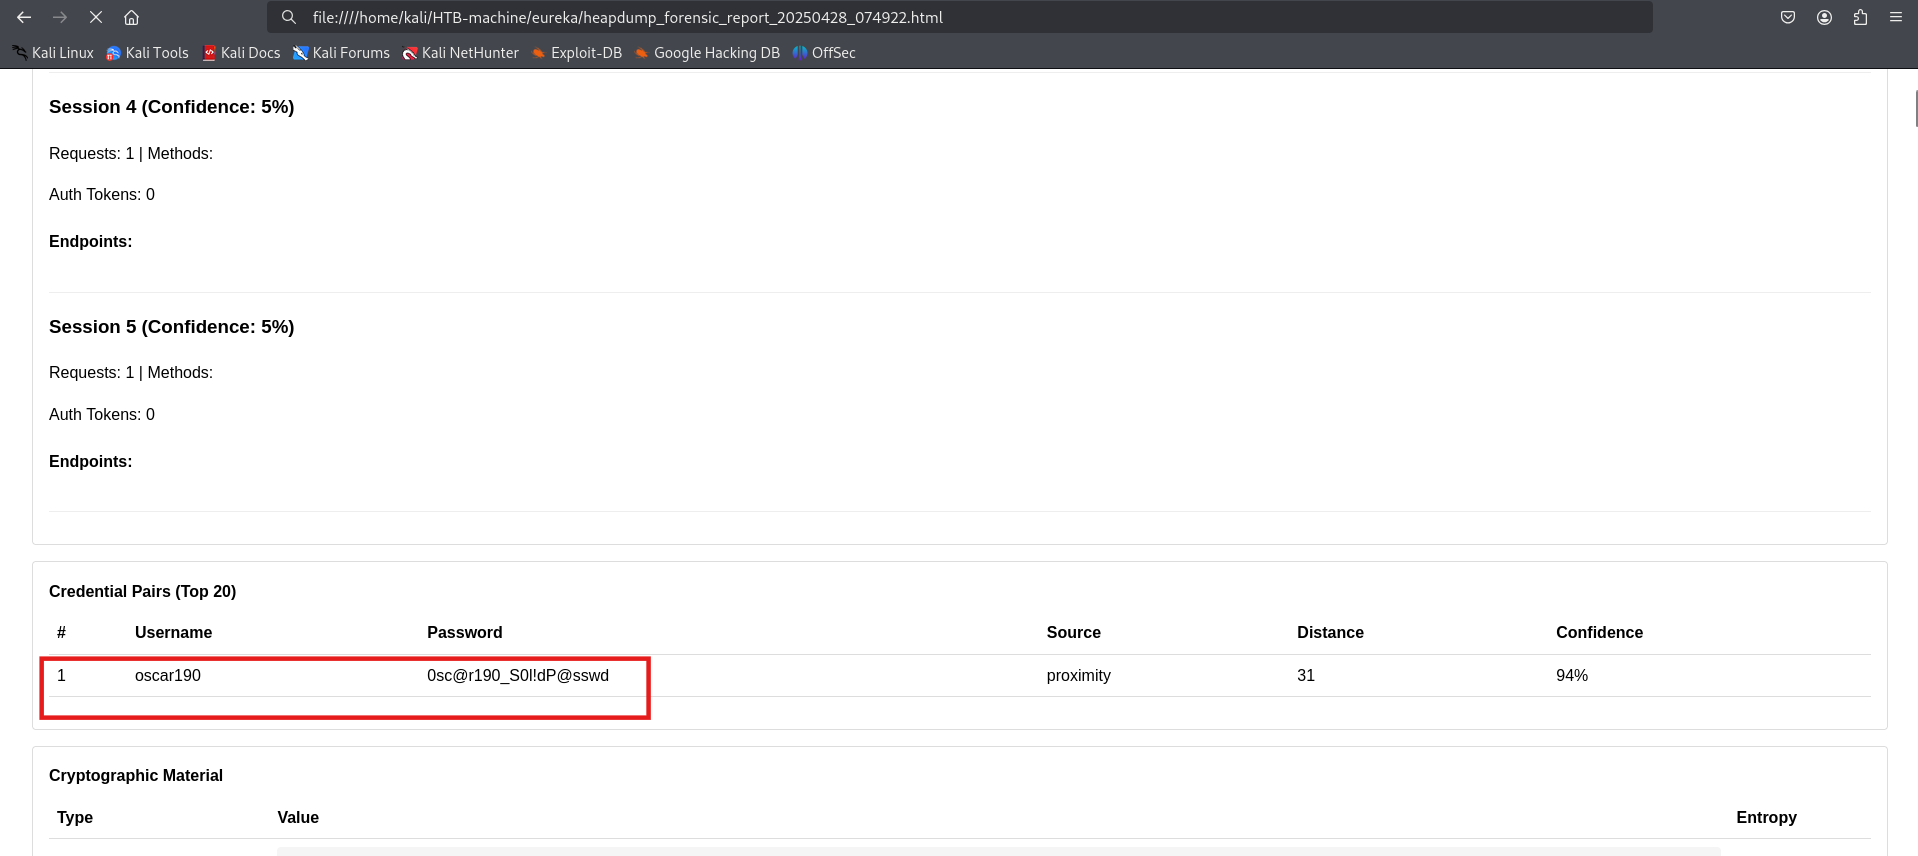 file:////home/kali/HTB-machine/eureka/heapdump_forensic_report_20250428_074922.html
Kali Linux Kali Tools Kali Docs Kali Forums Kali NetHunter Exploit-DB Google Hacking DB OffSec
Session 4 (Confidence: 5%)
Requests: 1 | Methods:
Auth Tokens: 0
Endpoints:
Session 5 (Confidence: 5%)
Requests: 1 | Methods:
Auth Tokens: 0
Endpoints:
Credential Pairs (Top 20)
# Username Password Source Distance Confidence
1 oscar190 0sc@r190_S0l!dP@sswd proximity 31 94%
Cryptographic Material
Type Value Entropy